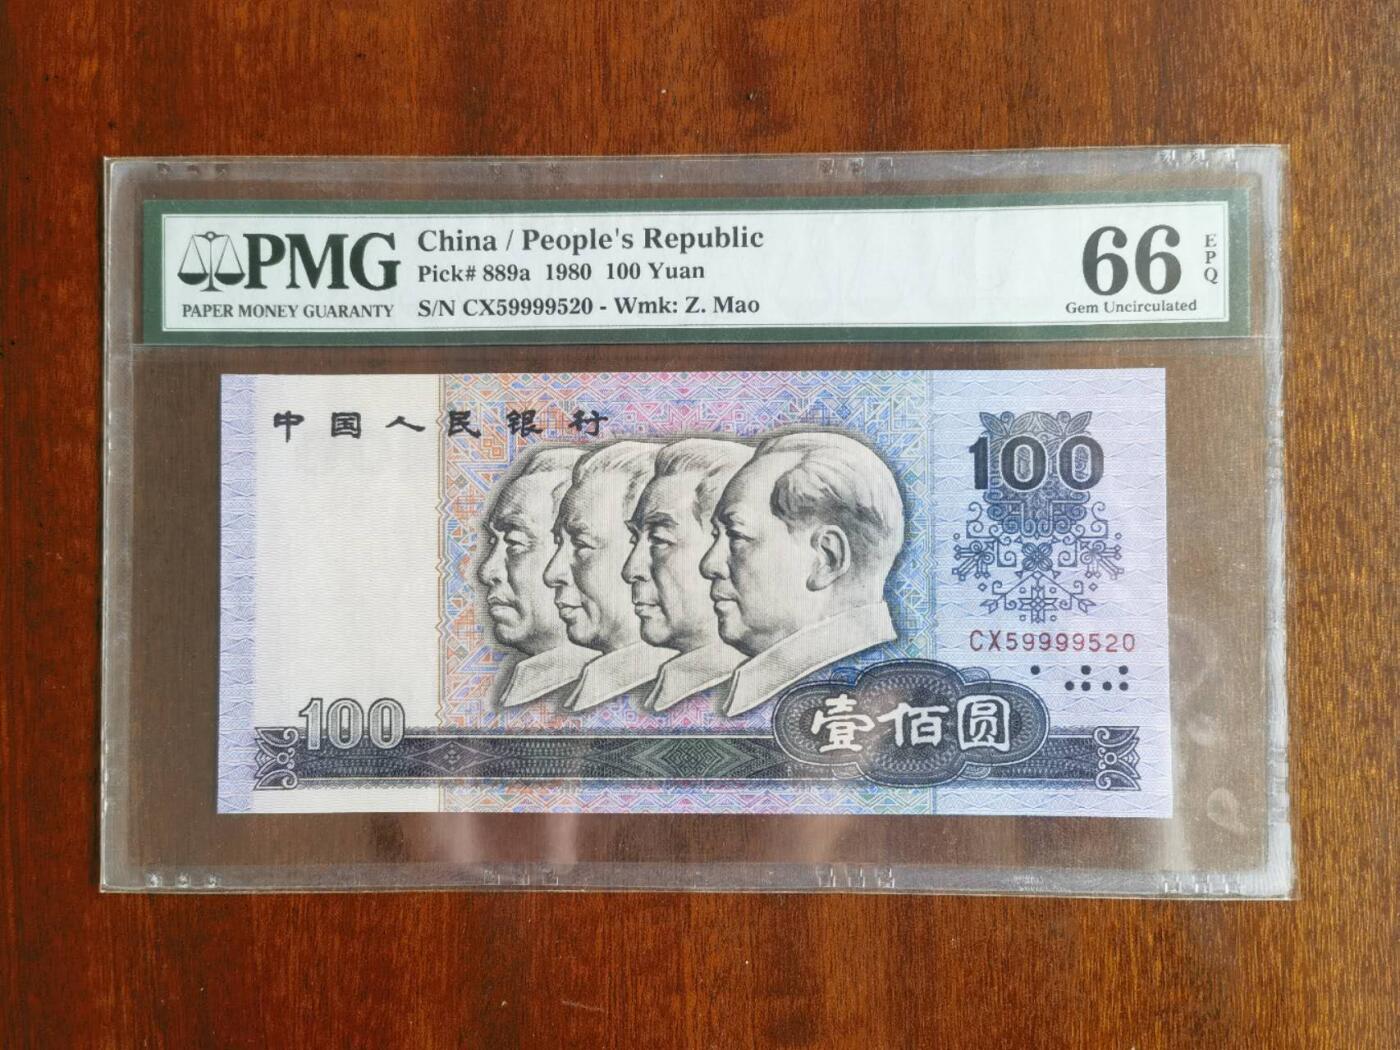 PMG
PAPER MONEY GUARANTY
China / People's Republic
Pick# 889a 1980 100 Yuan
S/N CX59999520 - Wmk: Z. Mao
66
EPQ
Gem Uncirculated
中国人民银行
100
CX59999520
100
壹佰圆